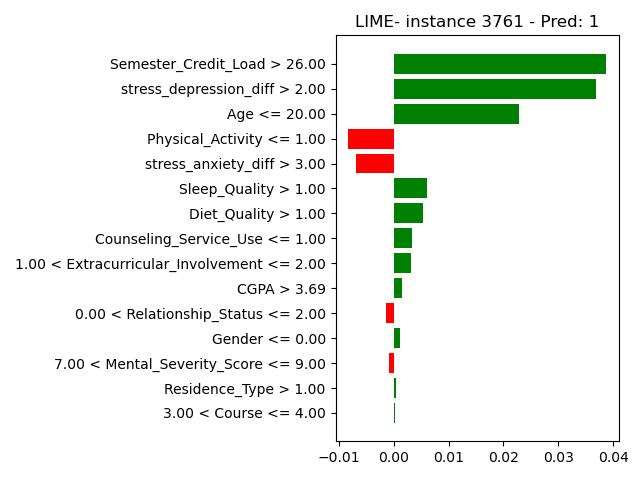 LIME- instance 3761 - Pred: 1
Semester_Credit_Load > 26.00
stress_depression_diff > 2.00
Age <= 20.00
Physical_Activity <= 1.00
stress_anxiety_diff > 3.00
Sleep_Quality > 1.00
Diet_Quality > 1.00
Counseling_Service_Use <= 1.00
1.00 < Extracurricular_Involvement <= 2.00
CGPA > 3.69
0.00 < Relationship_Status <= 2.00
Gender <= 0.00
7.00 < Mental_Severity_Score <= 9.00
Residence_Type > 1.00
3.00 < Course <= 4.00
−0.01 0.00 0.01 0.02 0.03 0.04